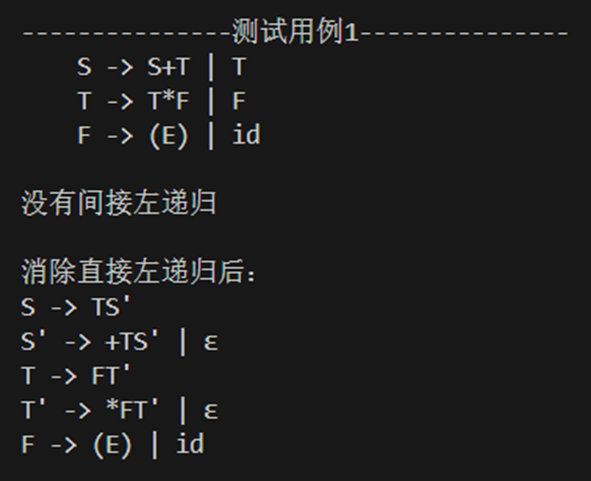 ---------------测试用例1---------------
S -> S+T | T
T -> T*F | F
F -> (E) | id
没有间接左递归
消除直接左递归后：
S -> TS'
S' -> +TS' | ε
T -> FT'
T' -> *FT' | ε
F -> (E) | id